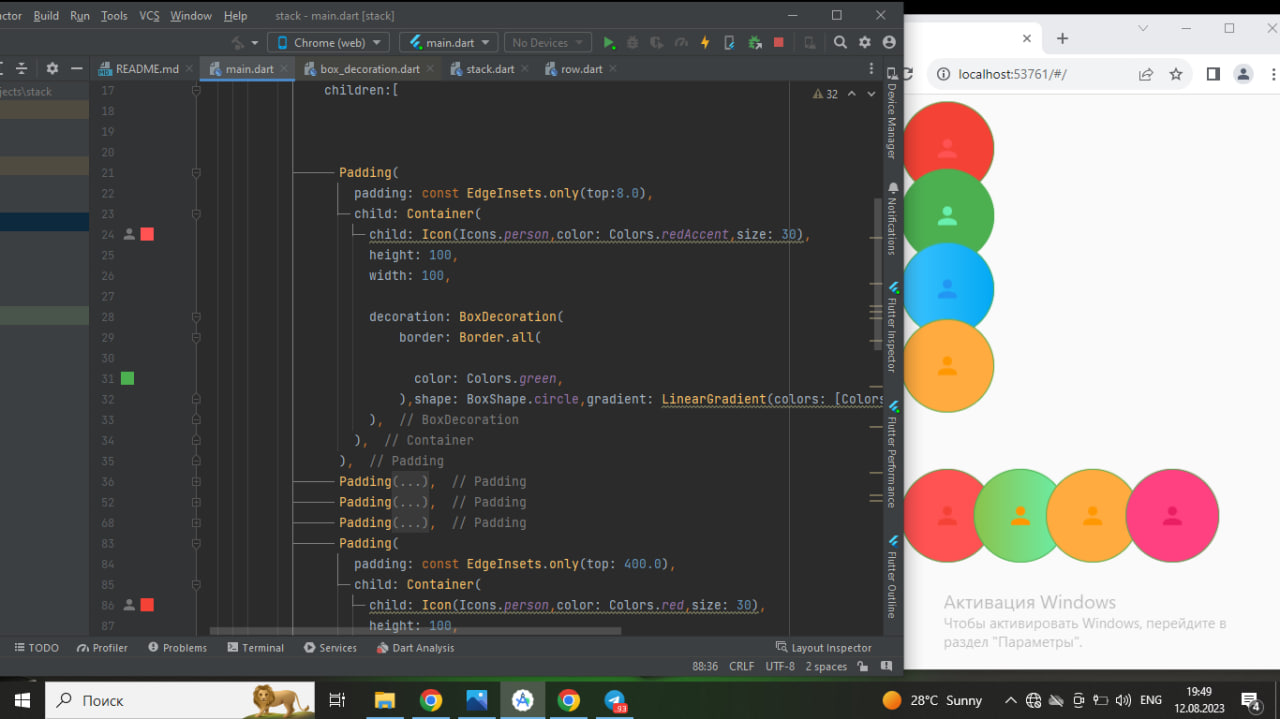 ctor Build Run Tools VCS Window Help stack - main.dart [stack]
Chrome (web) main.dart No Devices
README.md main.dart box_decoration.dart stack.dart row.dart
localhost:53761/#/
ojects\stack
17 children:[
32
18
19
20
21 Padding(
22 padding: const EdgeInsets.only(top:8.0),
23 child: Container(
24 child: Icon(Icons.person,color: Colors.redAccent,size: 30),
25 height: 100,
26 width: 100,
27
28 decoration: BoxDecoration(
29 border: Border.all(
30
31 color: Colors.green,
32 ),shape: BoxShape.circle,gradient: LinearGradient(colors: [Colors
33 ), // BoxDecoration
34 ), // Container
35 ), // Padding
36 Padding(...), // Padding
52 Padding(...), // Padding
68 Padding(...), // Padding
83 Padding(
84 padding: const EdgeInsets.only(top: 400.0),
85 child: Container(
86 child: Icon(Icons.person,color: Colors.red,size: 30),
87 height: 100,
Device Manager
Notifications
Flutter Inspector
Flutter Performance
Flutter Outline
Активация Windows
Чтобы активировать Windows, перейдите в
раздел "Параметры".
TODO Profiler Problems Terminal Services Dart Analysis Layout Inspector
88:36 CRLF UTF-8 2 spaces
Поиск
93
28°C Sunny
ENG
19:49
12.08.2023
4